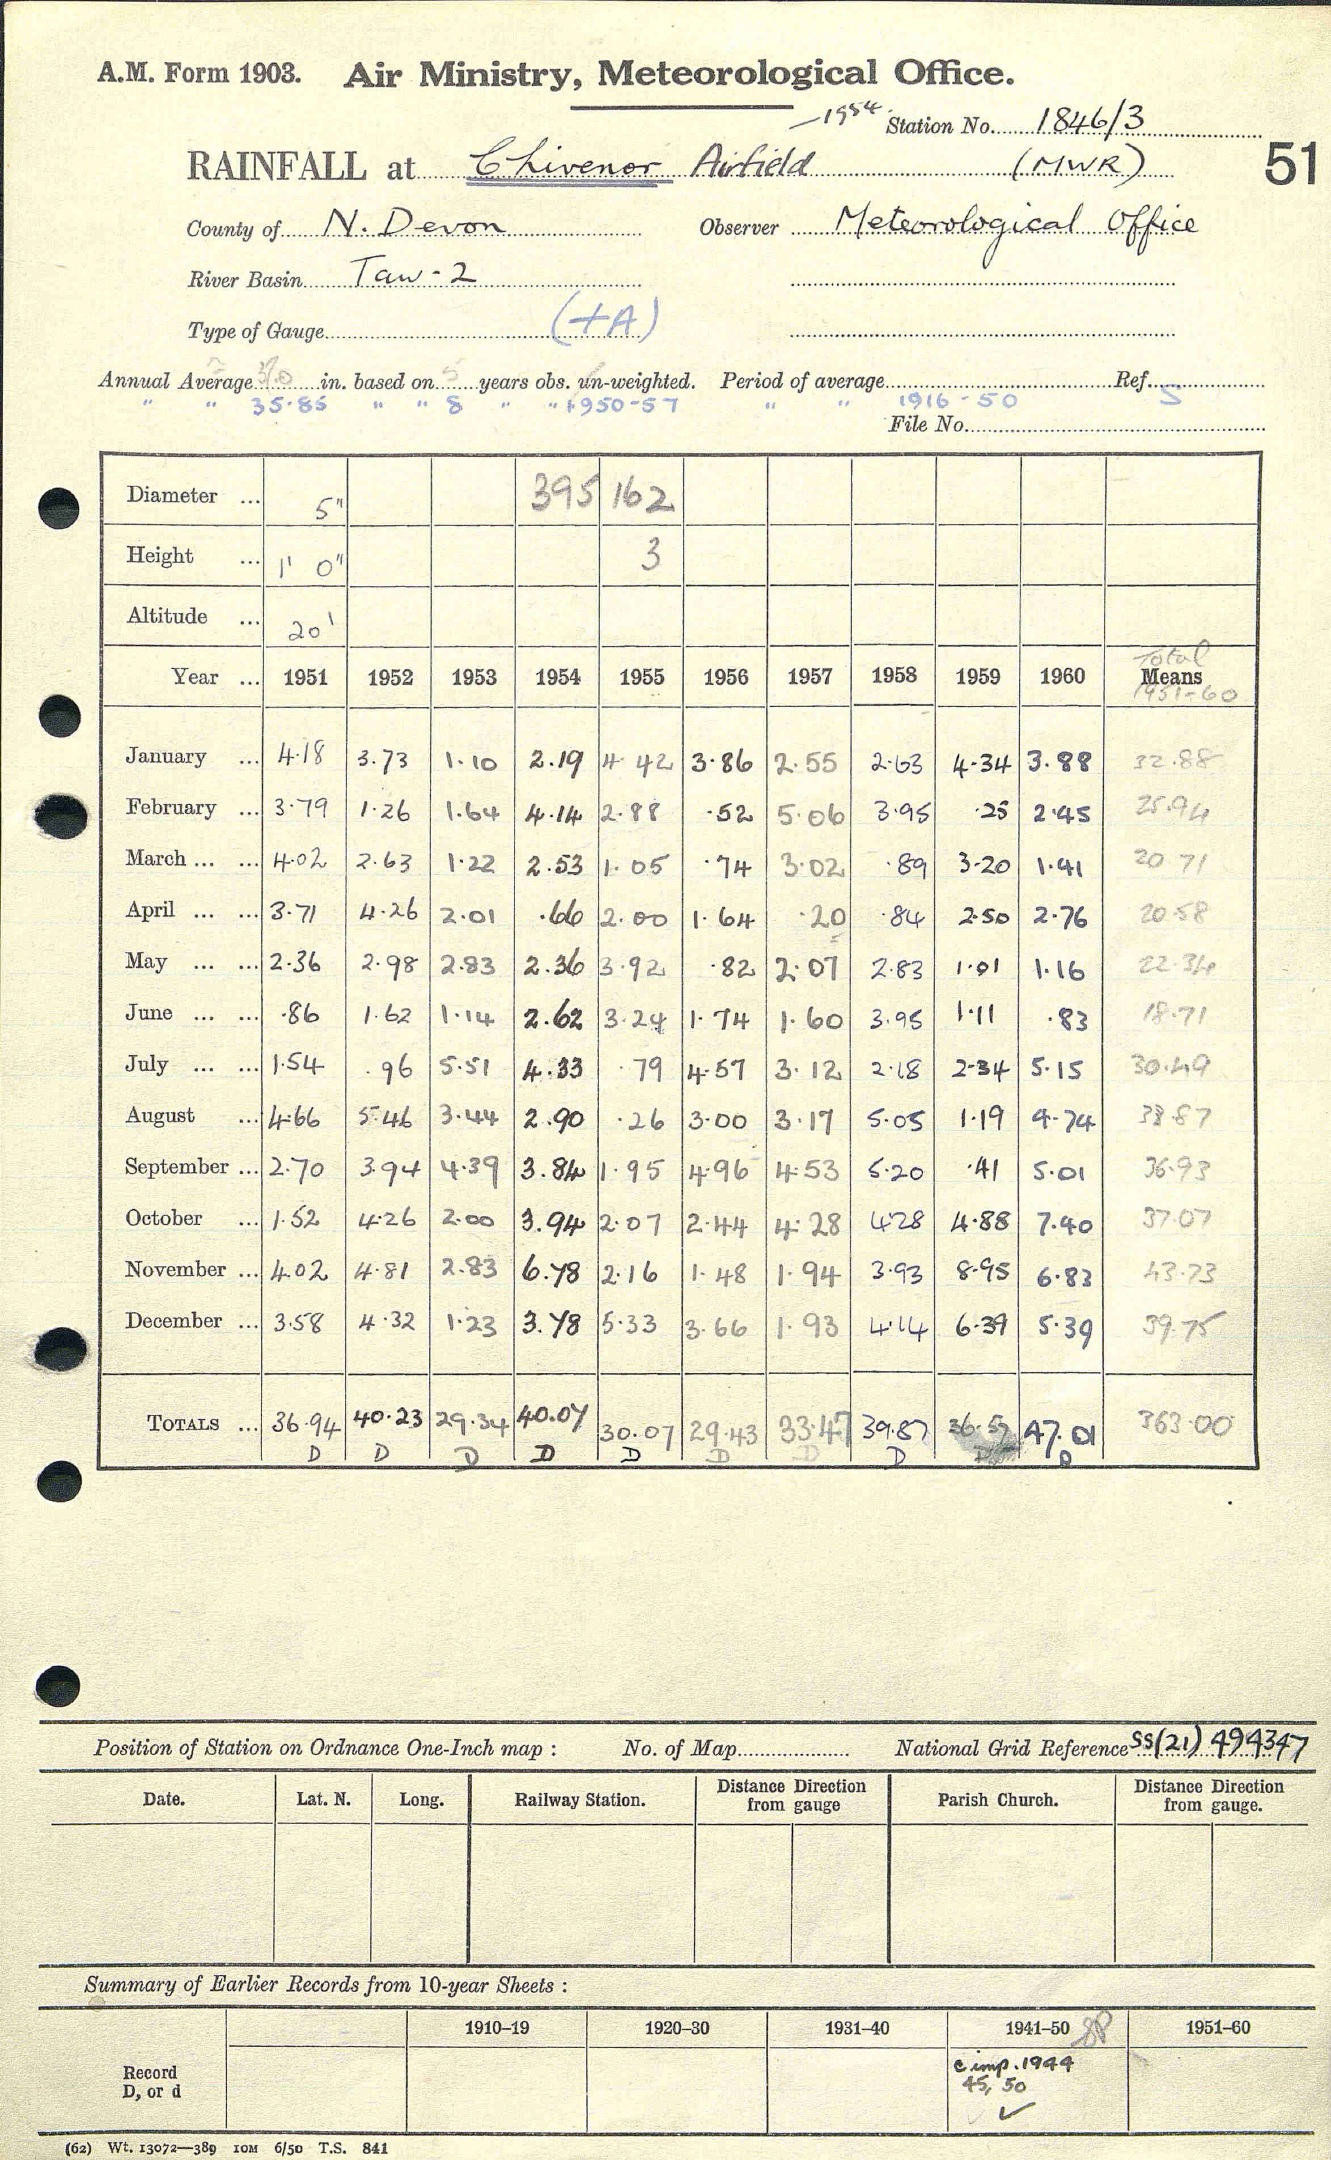 A.M. Form 1903. Air Ministry, Meteorological Office.
—1954. Station No. 1846/3
RAINFALL at Chivenor Airfield (MWR) 51
County of N. Devon Observer Meteorological Office
River Basin Taw-2
Type of Gauge (+A)
Annual Average in. based on 5 years obs. un-weighted. Period of average Ref.
" " 35.85 " " 8 " " 1950-57 " " 1916-50 S
File No.
Diameter ... 5" 395 162
Height ... 1' 0" 3
Altitude ... 20'
Total
Year ... 1951 1952 1953 1954 1955 1956 1957 1958 1959 1960 Means
1951-60
January ... 4.18 3.73 1.10 2.19 4.42 3.86 2.55 2.63 4.34 3.88 32.88
February ... 3.79 1.26 1.64 4.14 2.88 .52 5.06 3.95 .25 2.45 25.94
March ... ... 4.02 2.63 1.22 2.53 1.05 .74 3.02 .89 3.20 1.41 20 71
April ... ... 3.71 4.26 2.01 .66 2.00 1.64 .20 .84 2.50 2.76 20.58
May ... ... 2.36 2.98 2.83 2.36 3.92 .82 2.07 2.83 1.01 1.16 22.34
June ... ... .86 1.62 1.14 2.62 3.24 1.74 1.60 3.95 1.11 .83 18.71
July ... ... 1.54 .96 5.51 4.33 .79 4.57 3.12 2.18 2.34 5.15 30.49
August ... 4.66 5.46 3.44 2.90 .26 3.00 3.17 5.05 1.19 4.74 33.87
September ... 2.70 3.94 4.39 3.84 1.95 4.96 4.53 5.20 .41 5.01 36.93
October ... 1.52 4.26 2.00 3.94 2.07 2.44 4.28 4.28 4.88 7.40 37.07
November ... 4.02 4.81 2.83 6.78 2.16 1.48 1.94 3.93 8.95 6.83 43.73
December ... 3.58 4.32 1.23 3.78 5.33 3.66 1.93 4.14 6.39 5.39 39.75
TOTALS ... 36.94 40.23 29.34 40.07 30.07 29.43 33.47 39.87 36.57 47.01 363.00
D D D D D D D D D D
Position of Station on Ordnance One-Inch map : No. of Map National Grid Reference SS(21) 494347
Date. Lat. N. Long. Railway Station. Distance Direction from gauge Parish Church. Distance Direction from gauge.
Summary of Earlier Records from 10-year Sheets :
1910–19 1920–30 1931–40 1941–50 SP 1951–60
Record
D, or d
c imp. 1944
45, 50
✓
(62) Wt. 13072—389 10M 6/50 T.S. 841